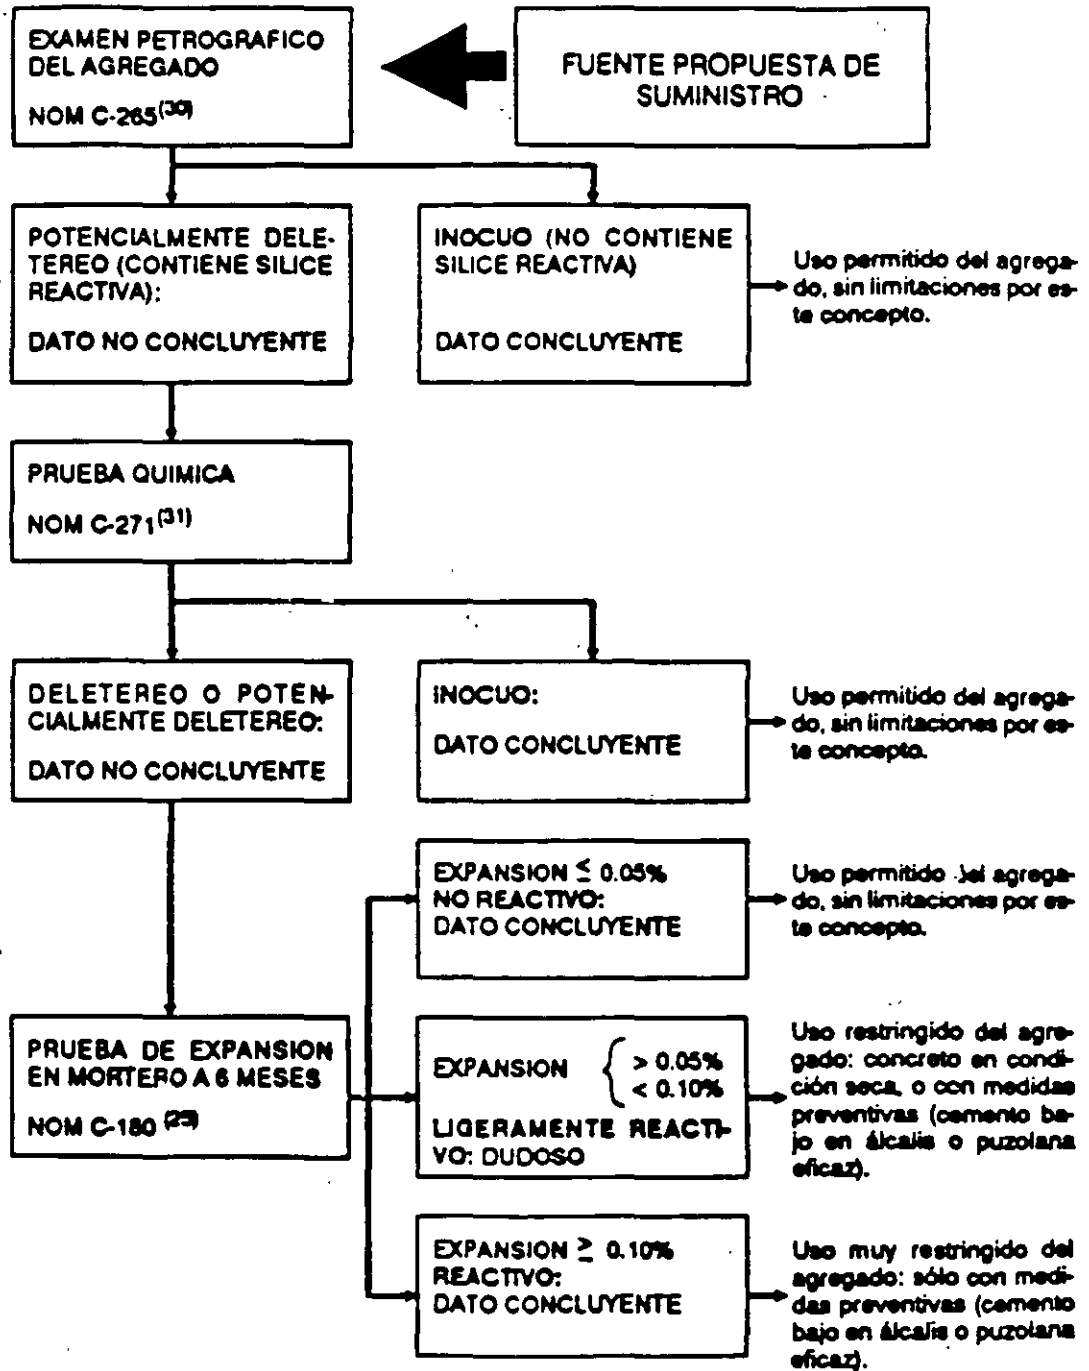 EXAMEN PETROGRAFICO
DEL AGREGADO
NOM C-265(30)
FUENTE PROPUESTA DE
SUMINISTRO
POTENCIALMENTE DELE-
TEREO (CONTIENE SILICE
REACTIVA):
DATO NO CONCLUYENTE
INOCUO (NO CONTIENE
SILICE REACTIVA)
DATO CONCLUYENTE
Uso permitido del agrega-
do, sin limitaciones por es-
te concepto.
PRUEBA QUIMICA
NOM C-271(31)
DELETEREO O POTEN-
CIALMENTE DELETEREO:
DATO NO CONCLUYENTE
INOCUO:
DATO CONCLUYENTE
Uso permitido del agrega-
do, sin limitaciones por es-
te concepto.
EXPANSION ≤ 0.05%
NO REACTIVO:
DATO CONCLUYENTE
Uso permitido del agrega-
do, sin limitaciones por es-
te concepto.
PRUEBA DE EXPANSION
EN MORTERO A 6 MESES
NOM C-180
EXPANSION { > 0.05%
< 0.10%
LIGERAMENTE REACTI-
VO: DUDOSO
Uso restringido del agre-
gado: concreto en condi-
ción seca, o con medidas
preventivas (cemento ba-
jo en álcalis o puzolana
eficaz).
EXPANSION ≥ 0.10%
REACTIVO:
DATO CONCLUYENTE
Uso muy restringido del
agregado: sólo con medi-
das preventivas (cemento
bajo en álcalis o puzolana
eficaz).